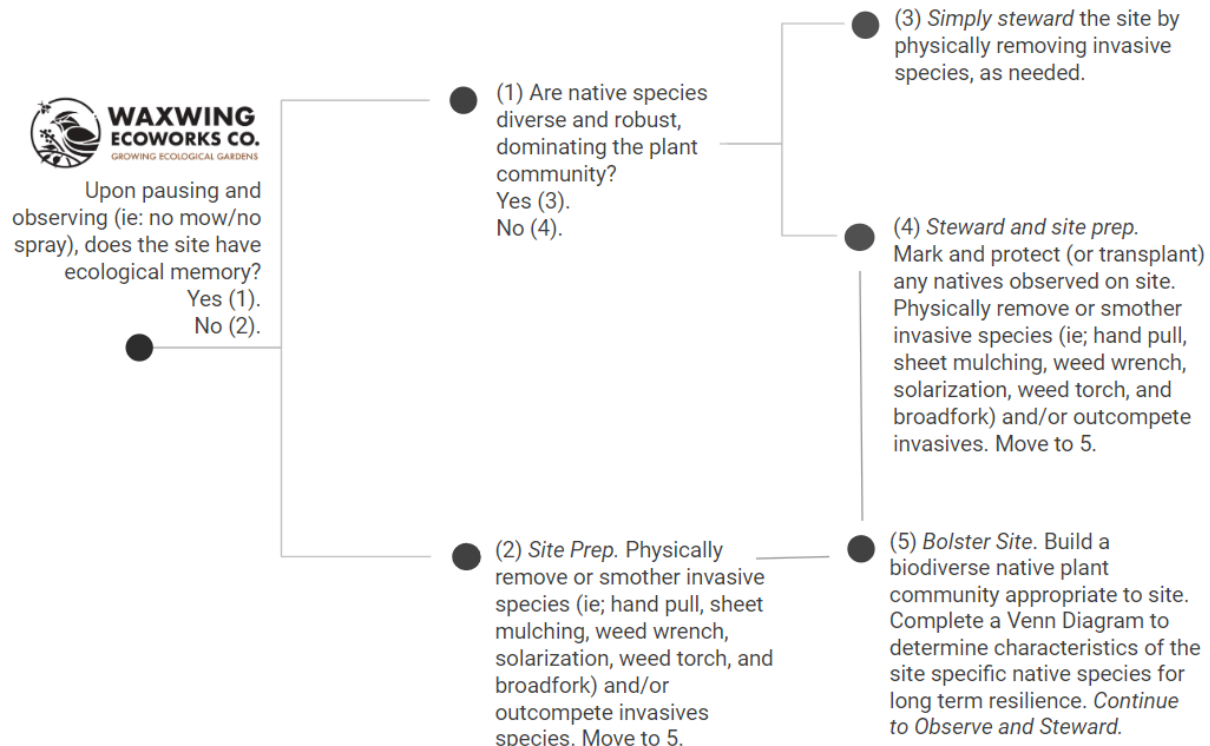 WAXWING
ECOWORKS CO.
GROWING ECOLOGICAL GARDENS
Upon pausing and
observing (ie: no mow/no
spray), does the site have
ecological memory?
Yes (1).
No (2).
(1) Are native species
diverse and robust,
dominating the plant
community?
Yes (3).
No (4).
(2) Site Prep. Physically
remove or smother invasive
species (ie; hand pull, sheet
mulching, weed wrench,
solarization, weed torch, and
broadfork) and/or
outcompete invasives
species. Move to 5.
(3) Simply steward the site by
physically removing invasive
species, as needed.
(4) Steward and site prep.
Mark and protect (or transplant)
any natives observed on site.
Physically remove or smother
invasive species (ie; hand pull,
sheet mulching, weed wrench,
solarization, weed torch, and
broadfork) and/or outcompete
invasives. Move to 5.
(5) Bolster Site. Build a
biodiverse native plant
community appropriate to site.
Complete a Venn Diagram to
determine characteristics of the
site specific native species for
long term resilience. Continue
to Observe and Steward.